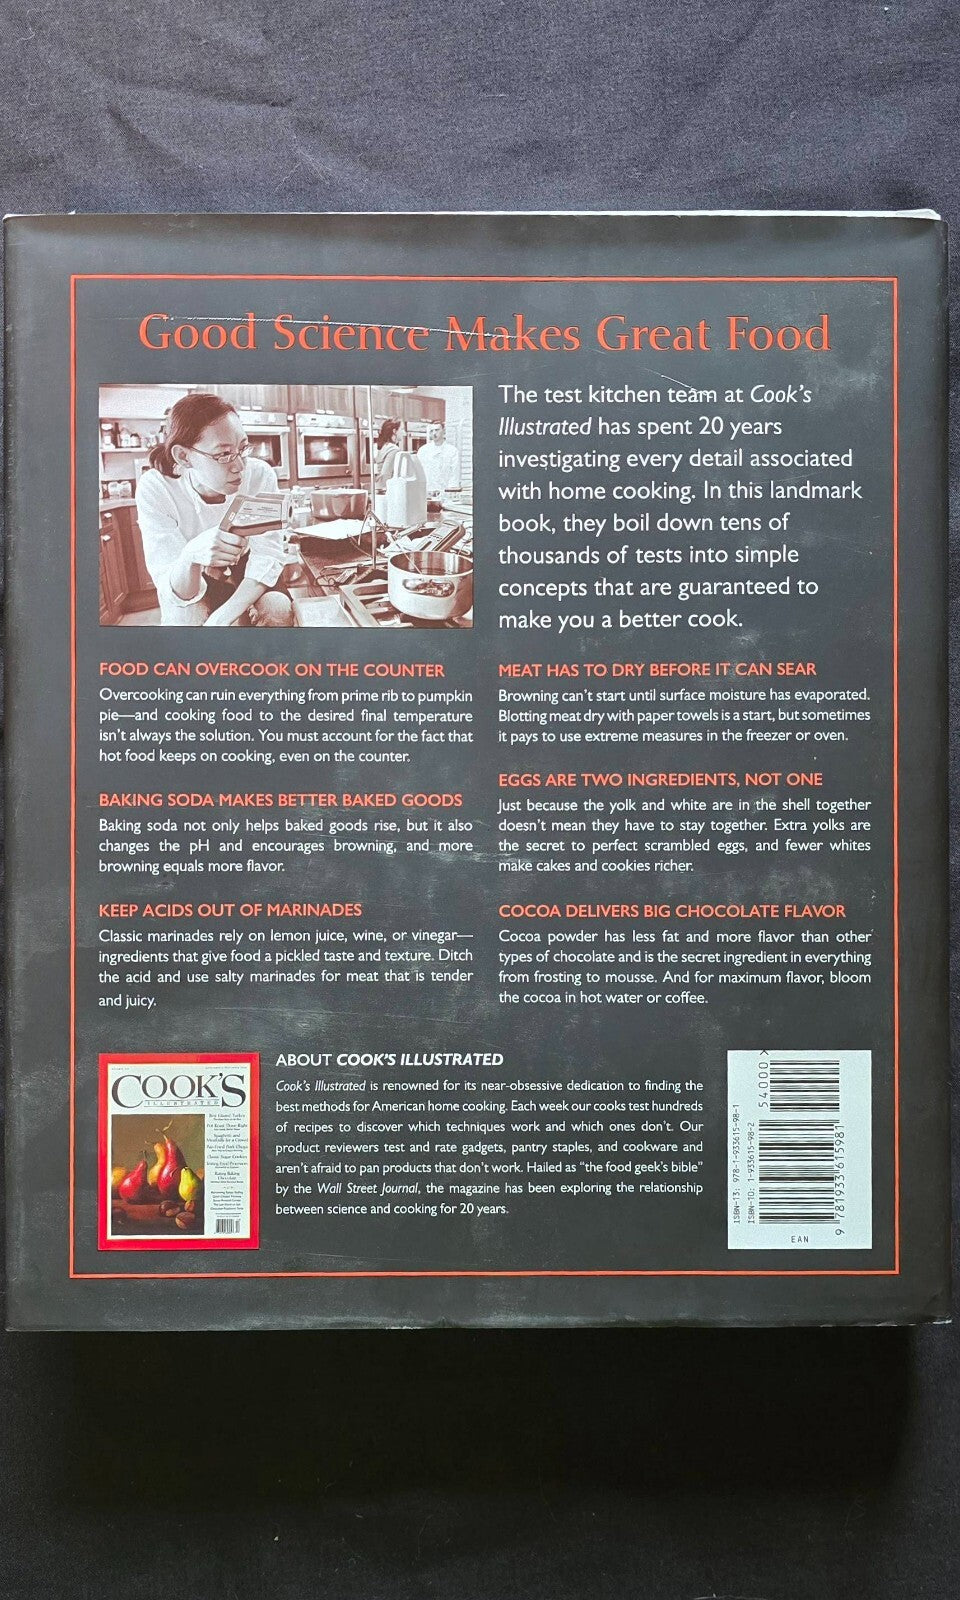 Good Science Makes Great Food
The test kitchen team at Cook's
Illustrated has spent 20 years
investigating every detail associated
with home cooking. In this landmark
book, they boil down tens of
thousands of tests into simple
concepts that are guaranteed to
make you a better cook.
FOOD CAN OVERCOOK ON THE COUNTER
Overcooking can ruin everything from prime rib to pumpkin
pie—and cooking food to the desired final temperature
isn't always the solution. You must account for the fact that
hot food keeps on cooking, even on the counter.
BAKING SODA MAKES BETTER BAKED GOODS
Baking soda not only helps baked goods rise, but it also
changes the pH and encourages browning, and more
browning equals more flavor.
KEEP ACIDS OUT OF MARINADES
Classic marinades rely on lemon juice, wine, or vinegar—
ingredients that give food a pickled taste and texture. Ditch
the acid and use salty marinades for meat that is tender
and juicy.
MEAT HAS TO DRY BEFORE IT CAN SEAR
Browning can't start until surface moisture has evaporated.
Blotting meat dry with paper towels is a start, but sometimes
it pays to use extreme measures in the freezer or oven.
EGGS ARE TWO INGREDIENTS, NOT ONE
Just because the yolk and white are in the shell together
doesn't mean they have to stay together. Extra yolks are
the secret to perfect scrambled eggs, and fewer whites
make cakes and cookies richer.
COCOA DELIVERS BIG CHOCOLATE FLAVOR
Cocoa powder has less fat and more flavor than other
types of chocolate and is the secret ingredient in everything
from frosting to mousse. And for maximum flavor, bloom
the cocoa in hot water or coffee.
COOK'S
ILLUSTRATED
ABOUT COOK'S ILLUSTRATED
Cook's Illustrated is renowned for its near-obsessive dedication to finding the
best methods for American home cooking. Each week our cooks test hundreds
of recipes to discover which techniques work and which ones don't. Our
product reviewers test and rate gadgets, pantry staples, and cookware and
aren't afraid to pan products that don't work. Hailed as "the food geek's bible"
by the Wall Street Journal, the magazine has been exploring the relationship
between science and cooking for 20 years.
ISBN-13: 978-1-933615-98-1
ISBN-10: 1-933615-98-2
54000
9 781933 615981
EAN